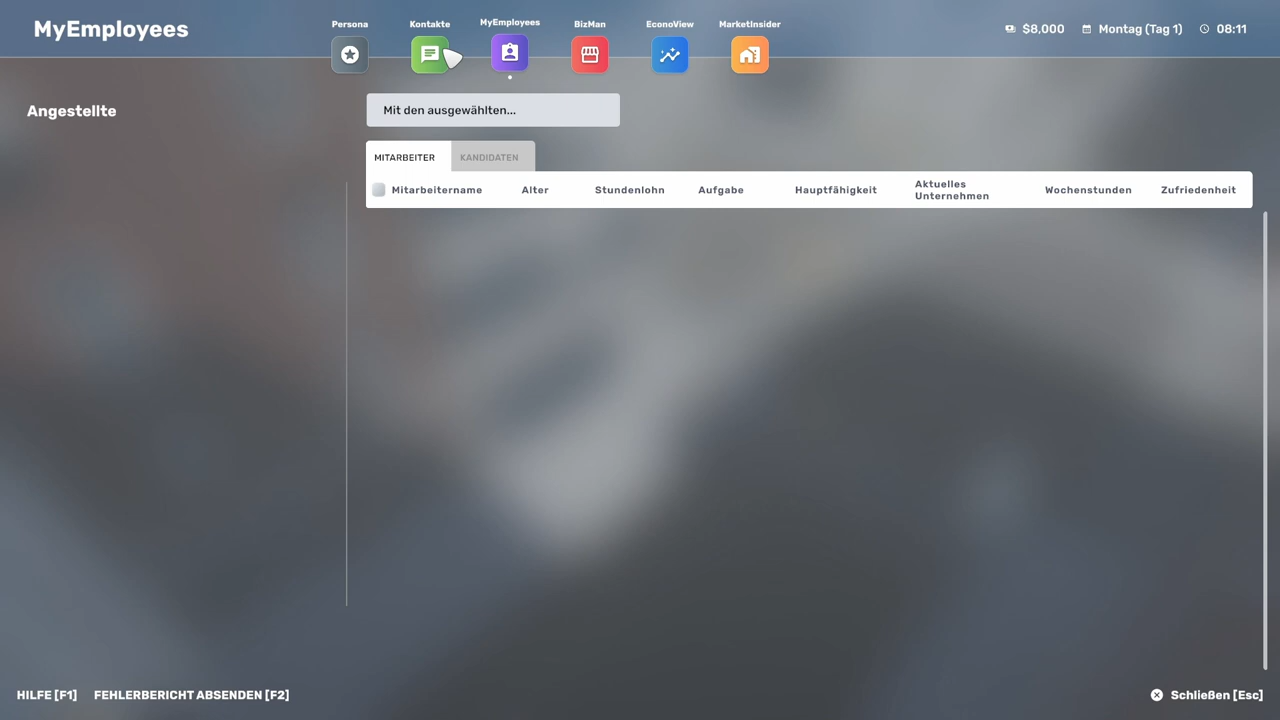 MyEmployees
Persona
Kontakte
MyEmployees
BizMan
EconoView
MarketInsider
$8,000
Montag (Tag 1)
08:11
Angestellte
Mit den ausgewählten...
MITARBEITER
KANDIDATEN
Mitarbeitername
Alter
Stundenlohn
Aufgabe
Hauptfähigkeit
Aktuelles
Unternehmen
Wochenstunden
Zufriedenheit
HILFE [F1]
FEHLERBERICHT ABSENDEN [F2]
Schließen [Esc]